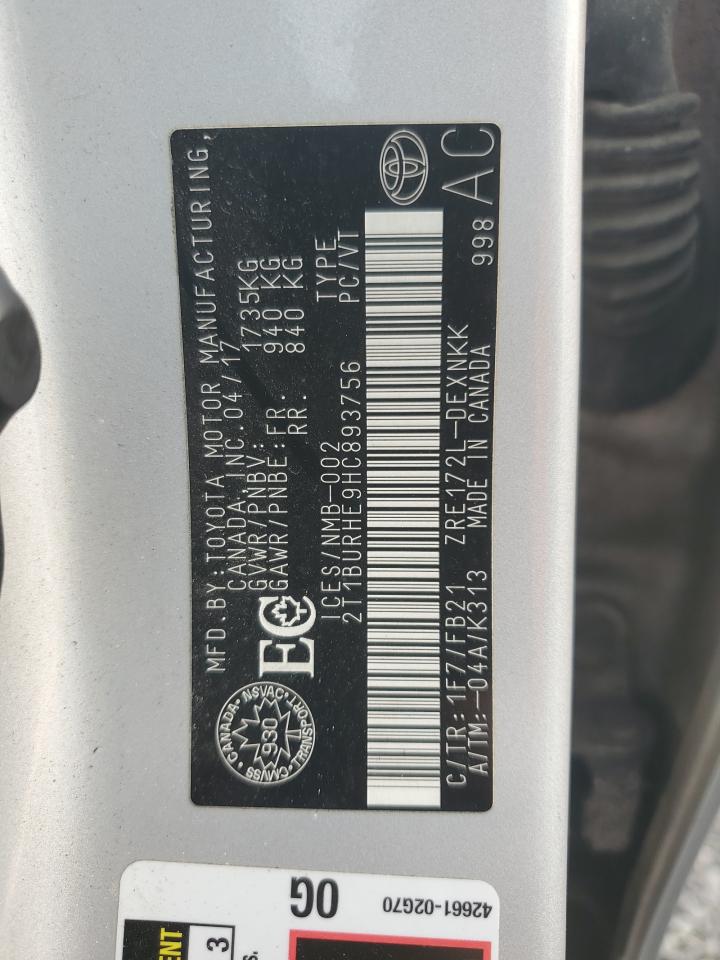 MFD.BY:TOYOTA MOTOR MANUFACTURING,
CANADA,INC.04/17
GVWR/PNBV: 1735KG
GAWR/PNBE:FR. 940 KG
RR. 840 KG
EC
CANADA NSVAC
930
CMVSS TRANSPORT
ICES/NMB-002 TYPE
2T1BURHE9HC893756 PC/VT
C/TR:1F7/FB21 ZRE172L-DEXNKK 998 AC
A/TM:-04A/K313 MADE IN CANADA
0G
42661-02G70
3